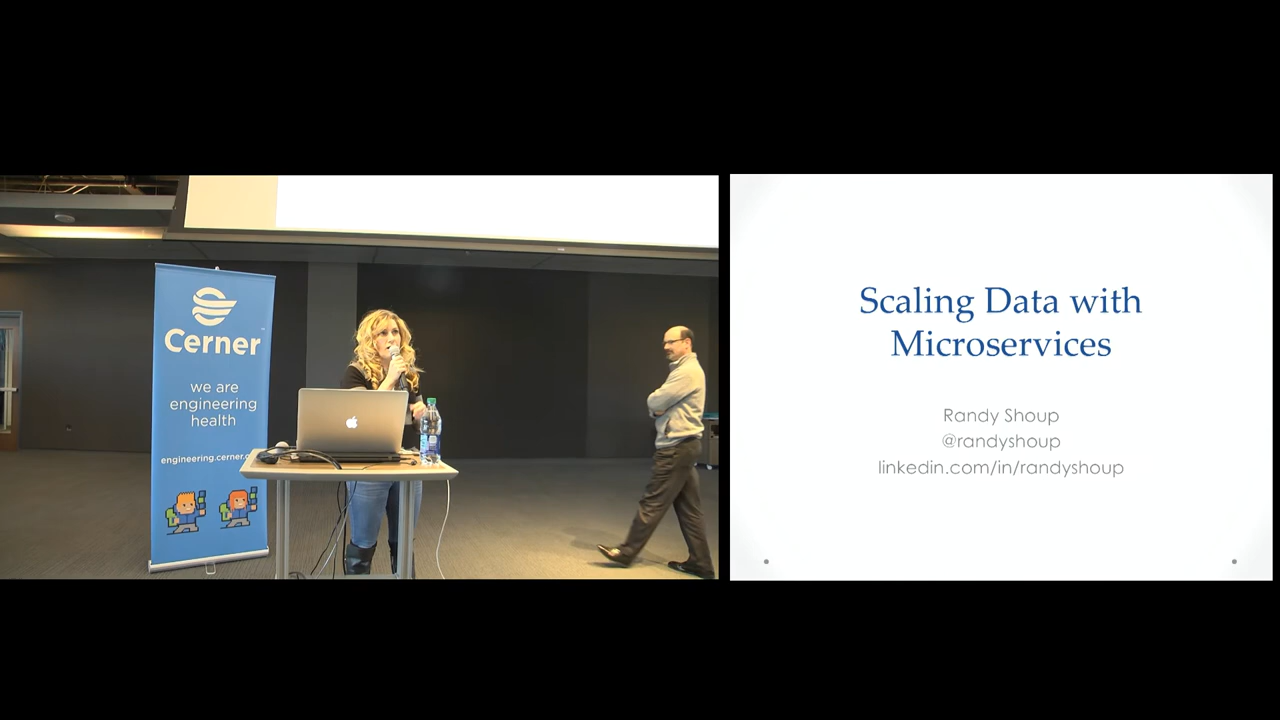 Cerner
we are
engineering
health
engineering.cerner.c
Scaling Data with
Microservices
Randy Shoup
@randyshoup
linkedin.com/in/randyshoup